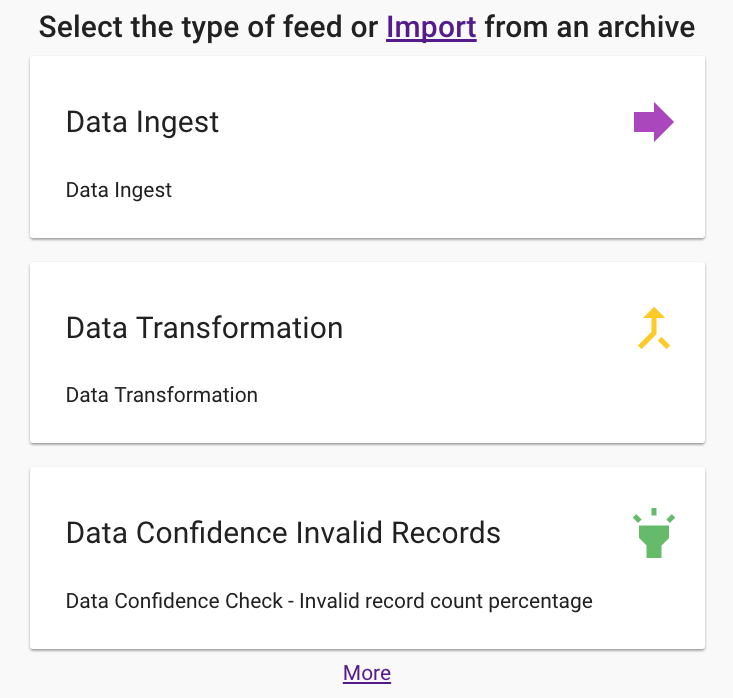 Select the type of feed or Import from an archive
Data Ingest
Data Ingest
Data Transformation
Data Transformation
Data Confidence Invalid Records
Data Confidence Check - Invalid record count percentage
More